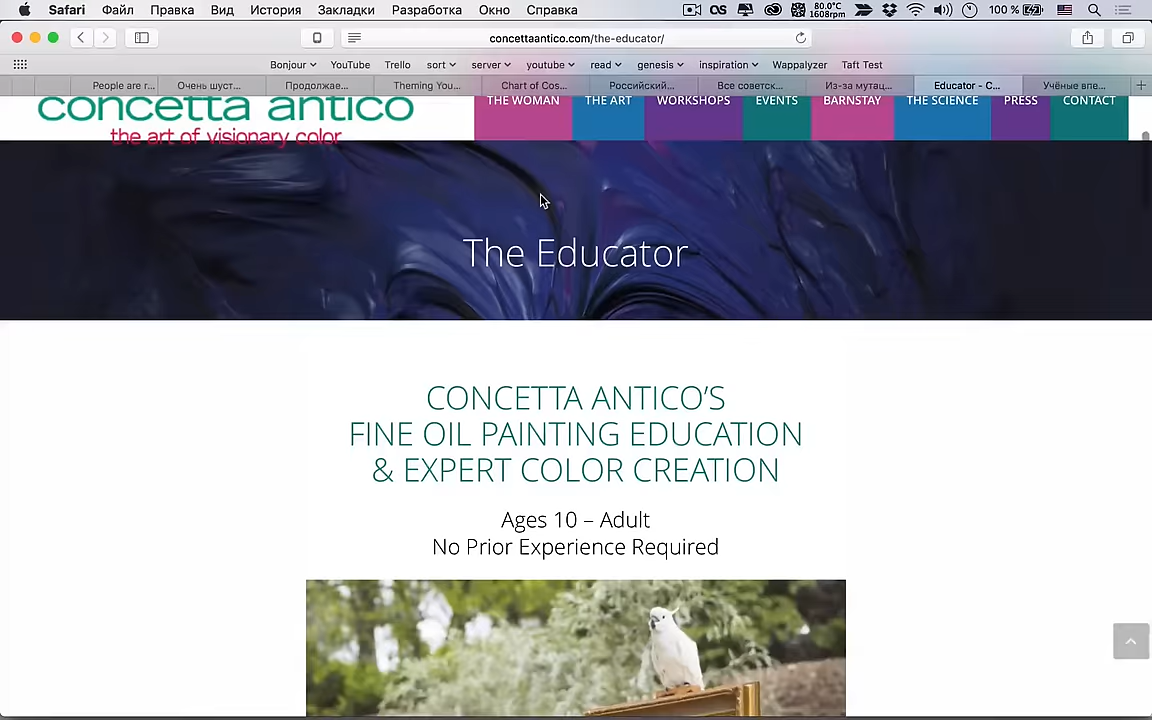 Safari Файл Правка Вид История Закладки Разработка Окно Справка OS 80.0°C 1608rpm 100 %
concettaantico.com/the-educator/
Bonjour YouTube Trello sort server youtube read genesis inspiration Wappalyzer Taft Test
People are r... Очень шуст... Продолжае... Theming You... Chart of Cos... Российский... Все советск... Из-за мутац... Educator - C... Учёные впе...
concetta antico
the art of visionary color
THE WOMAN THE ART WORKSHOPS EVENTS BARNSTAY THE SCIENCE PRESS CONTACT
The Educator
CONCETTA ANTICO'S
FINE OIL PAINTING EDUCATION
& EXPERT COLOR CREATION
Ages 10 – Adult
No Prior Experience Required